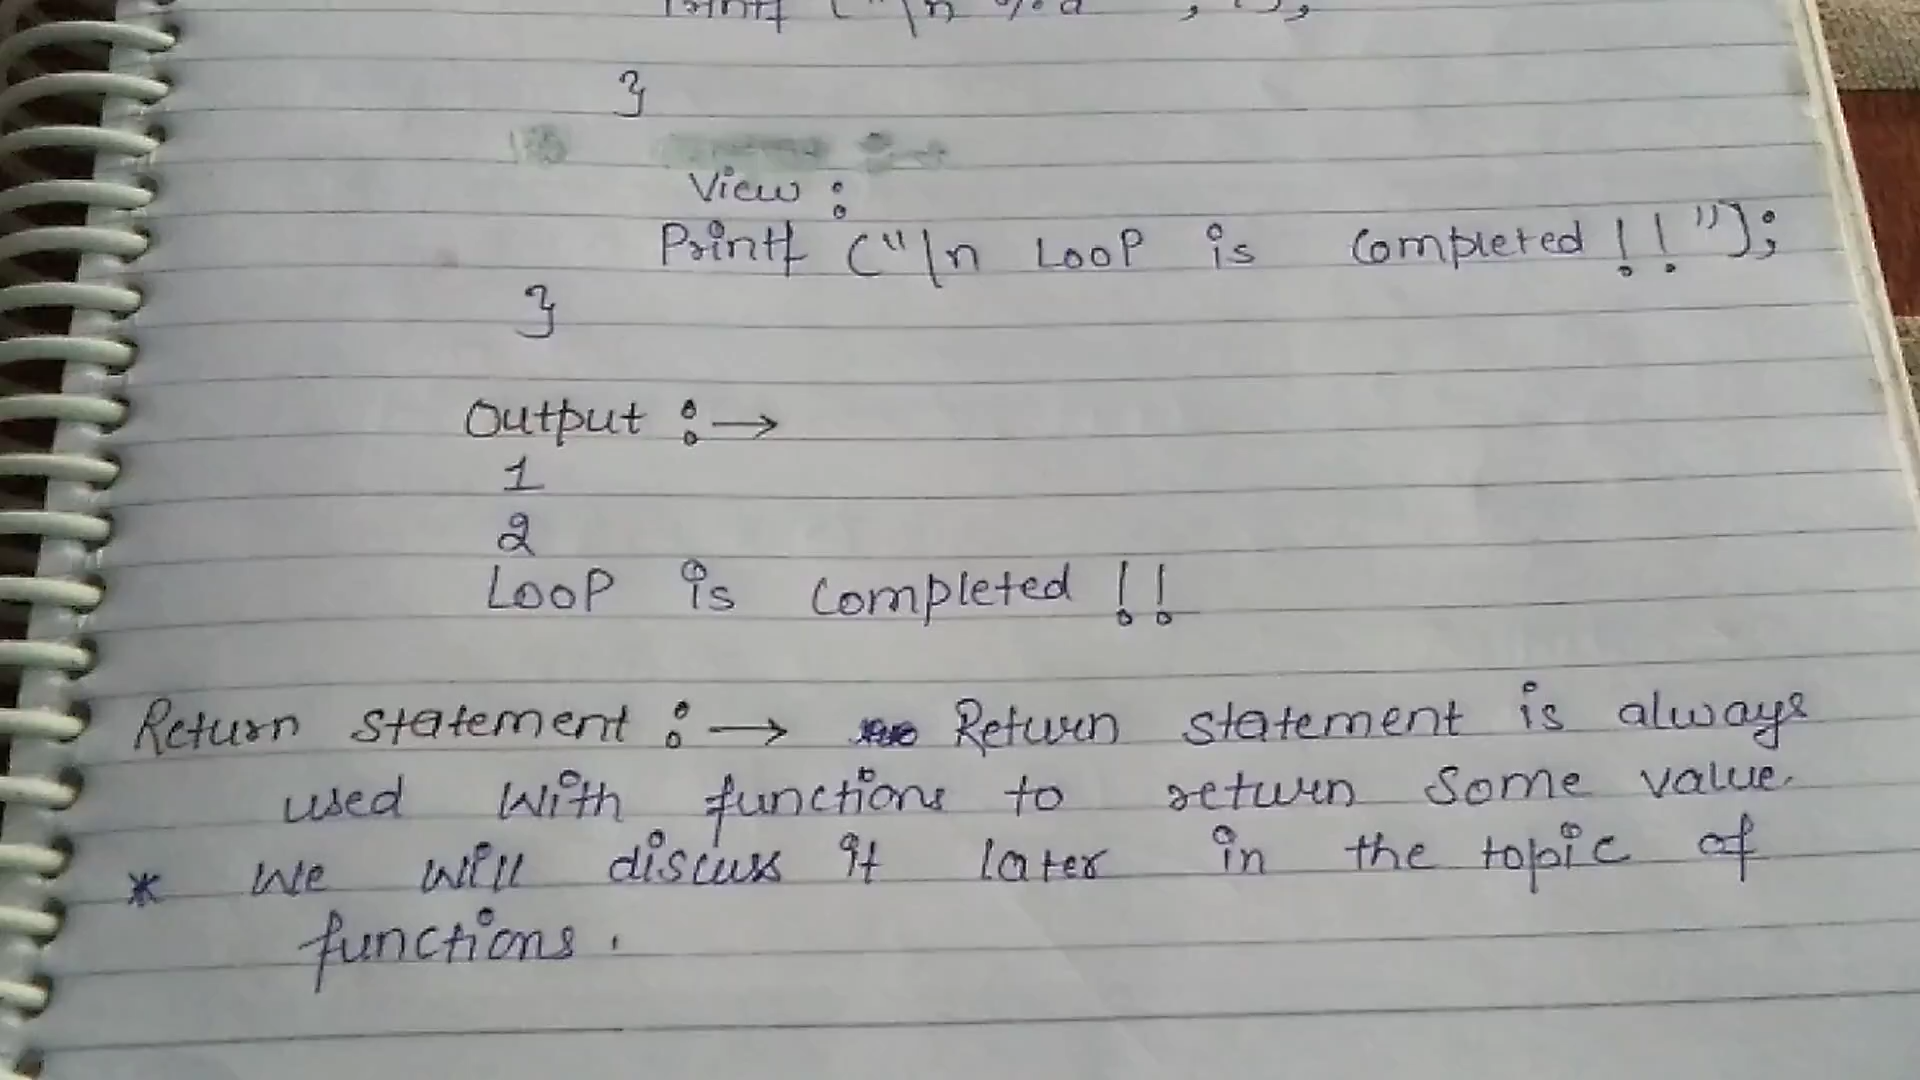 Printf ("\n %d
}
View :
Printf ("\n Loop is completed !! ");
}
Output :→
1
2
Loop is completed !!
Return statement :→ Return statement is always
used with functions to return some value.
* We will discuss it later in the topic of
functions.